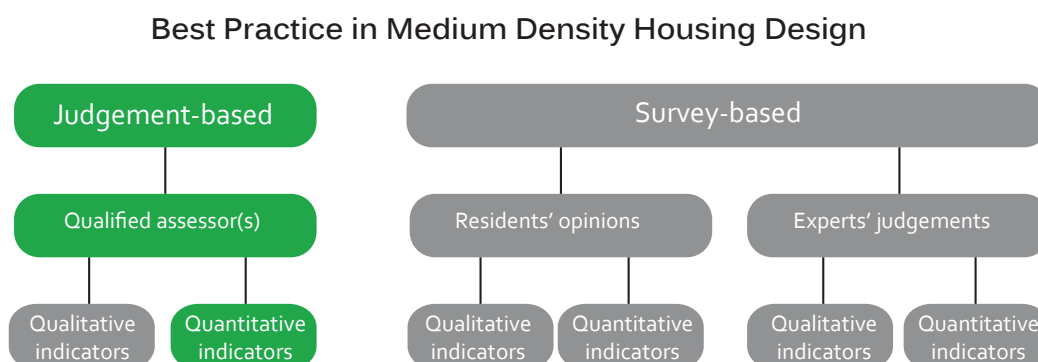 Best Practice in Medium Density Housing Design
Judgement-based
Survey-based
Qualified assessor(s)
Residents' opinions
Experts' judgements
Qualitative
indicators
Quantitative
indicators
Qualitative
indicators
Quantitative
indicators
Qualitative
indicators
Quantitative
indicators